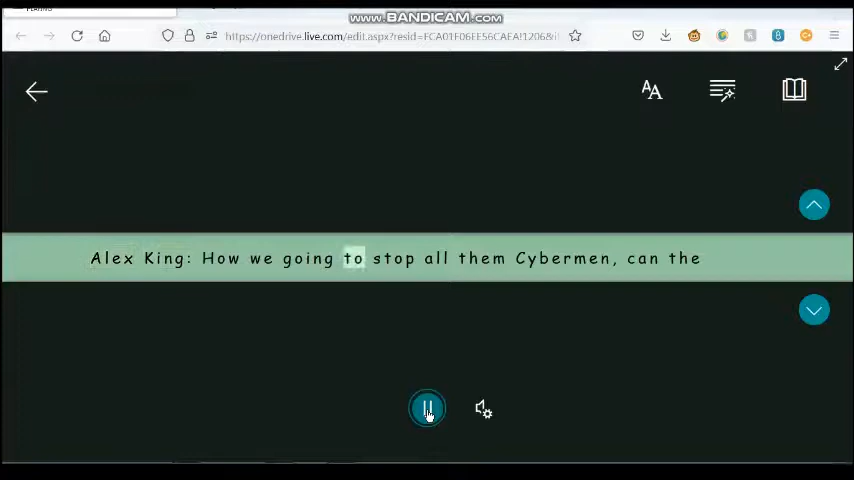 www.BANDICAM.com
PLAYING
https://onedrive.live.com/edit.aspx?resid=FCA01F06EE56CAEA!1206&i
Alex King: How we going to stop all them Cybermen, can the